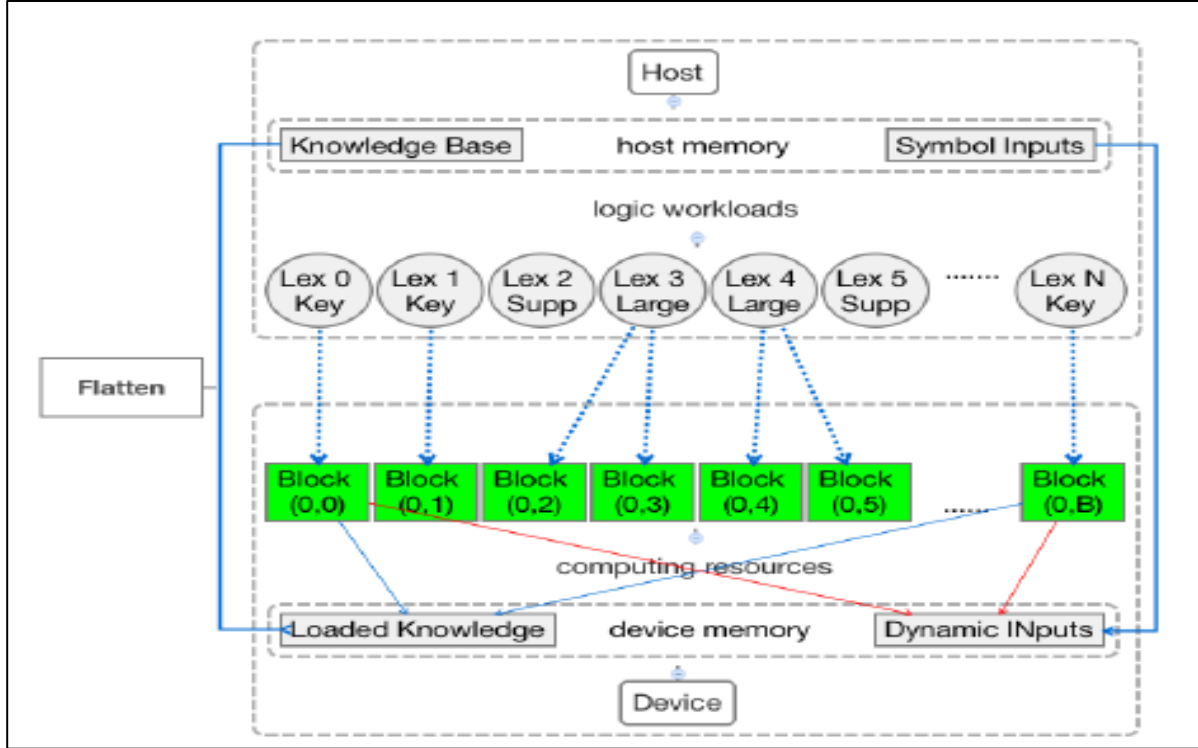 Host
Knowledge Base host memory Symbol Inputs
logic workloads
Lex 0 Lex 1 Lex 2 Lex 3 Lex 4 Lex 5 ....... Lex N
Key Key Supp Large Large Supp Key
Flatten
Block Block Block Block Block Block Block
(0,0) (0,1) (0,2) (0,3) (0,4) (0,5) ...... (0,B)
computing resources
Loaded Knowledge device memory Dynamic INputs
Device